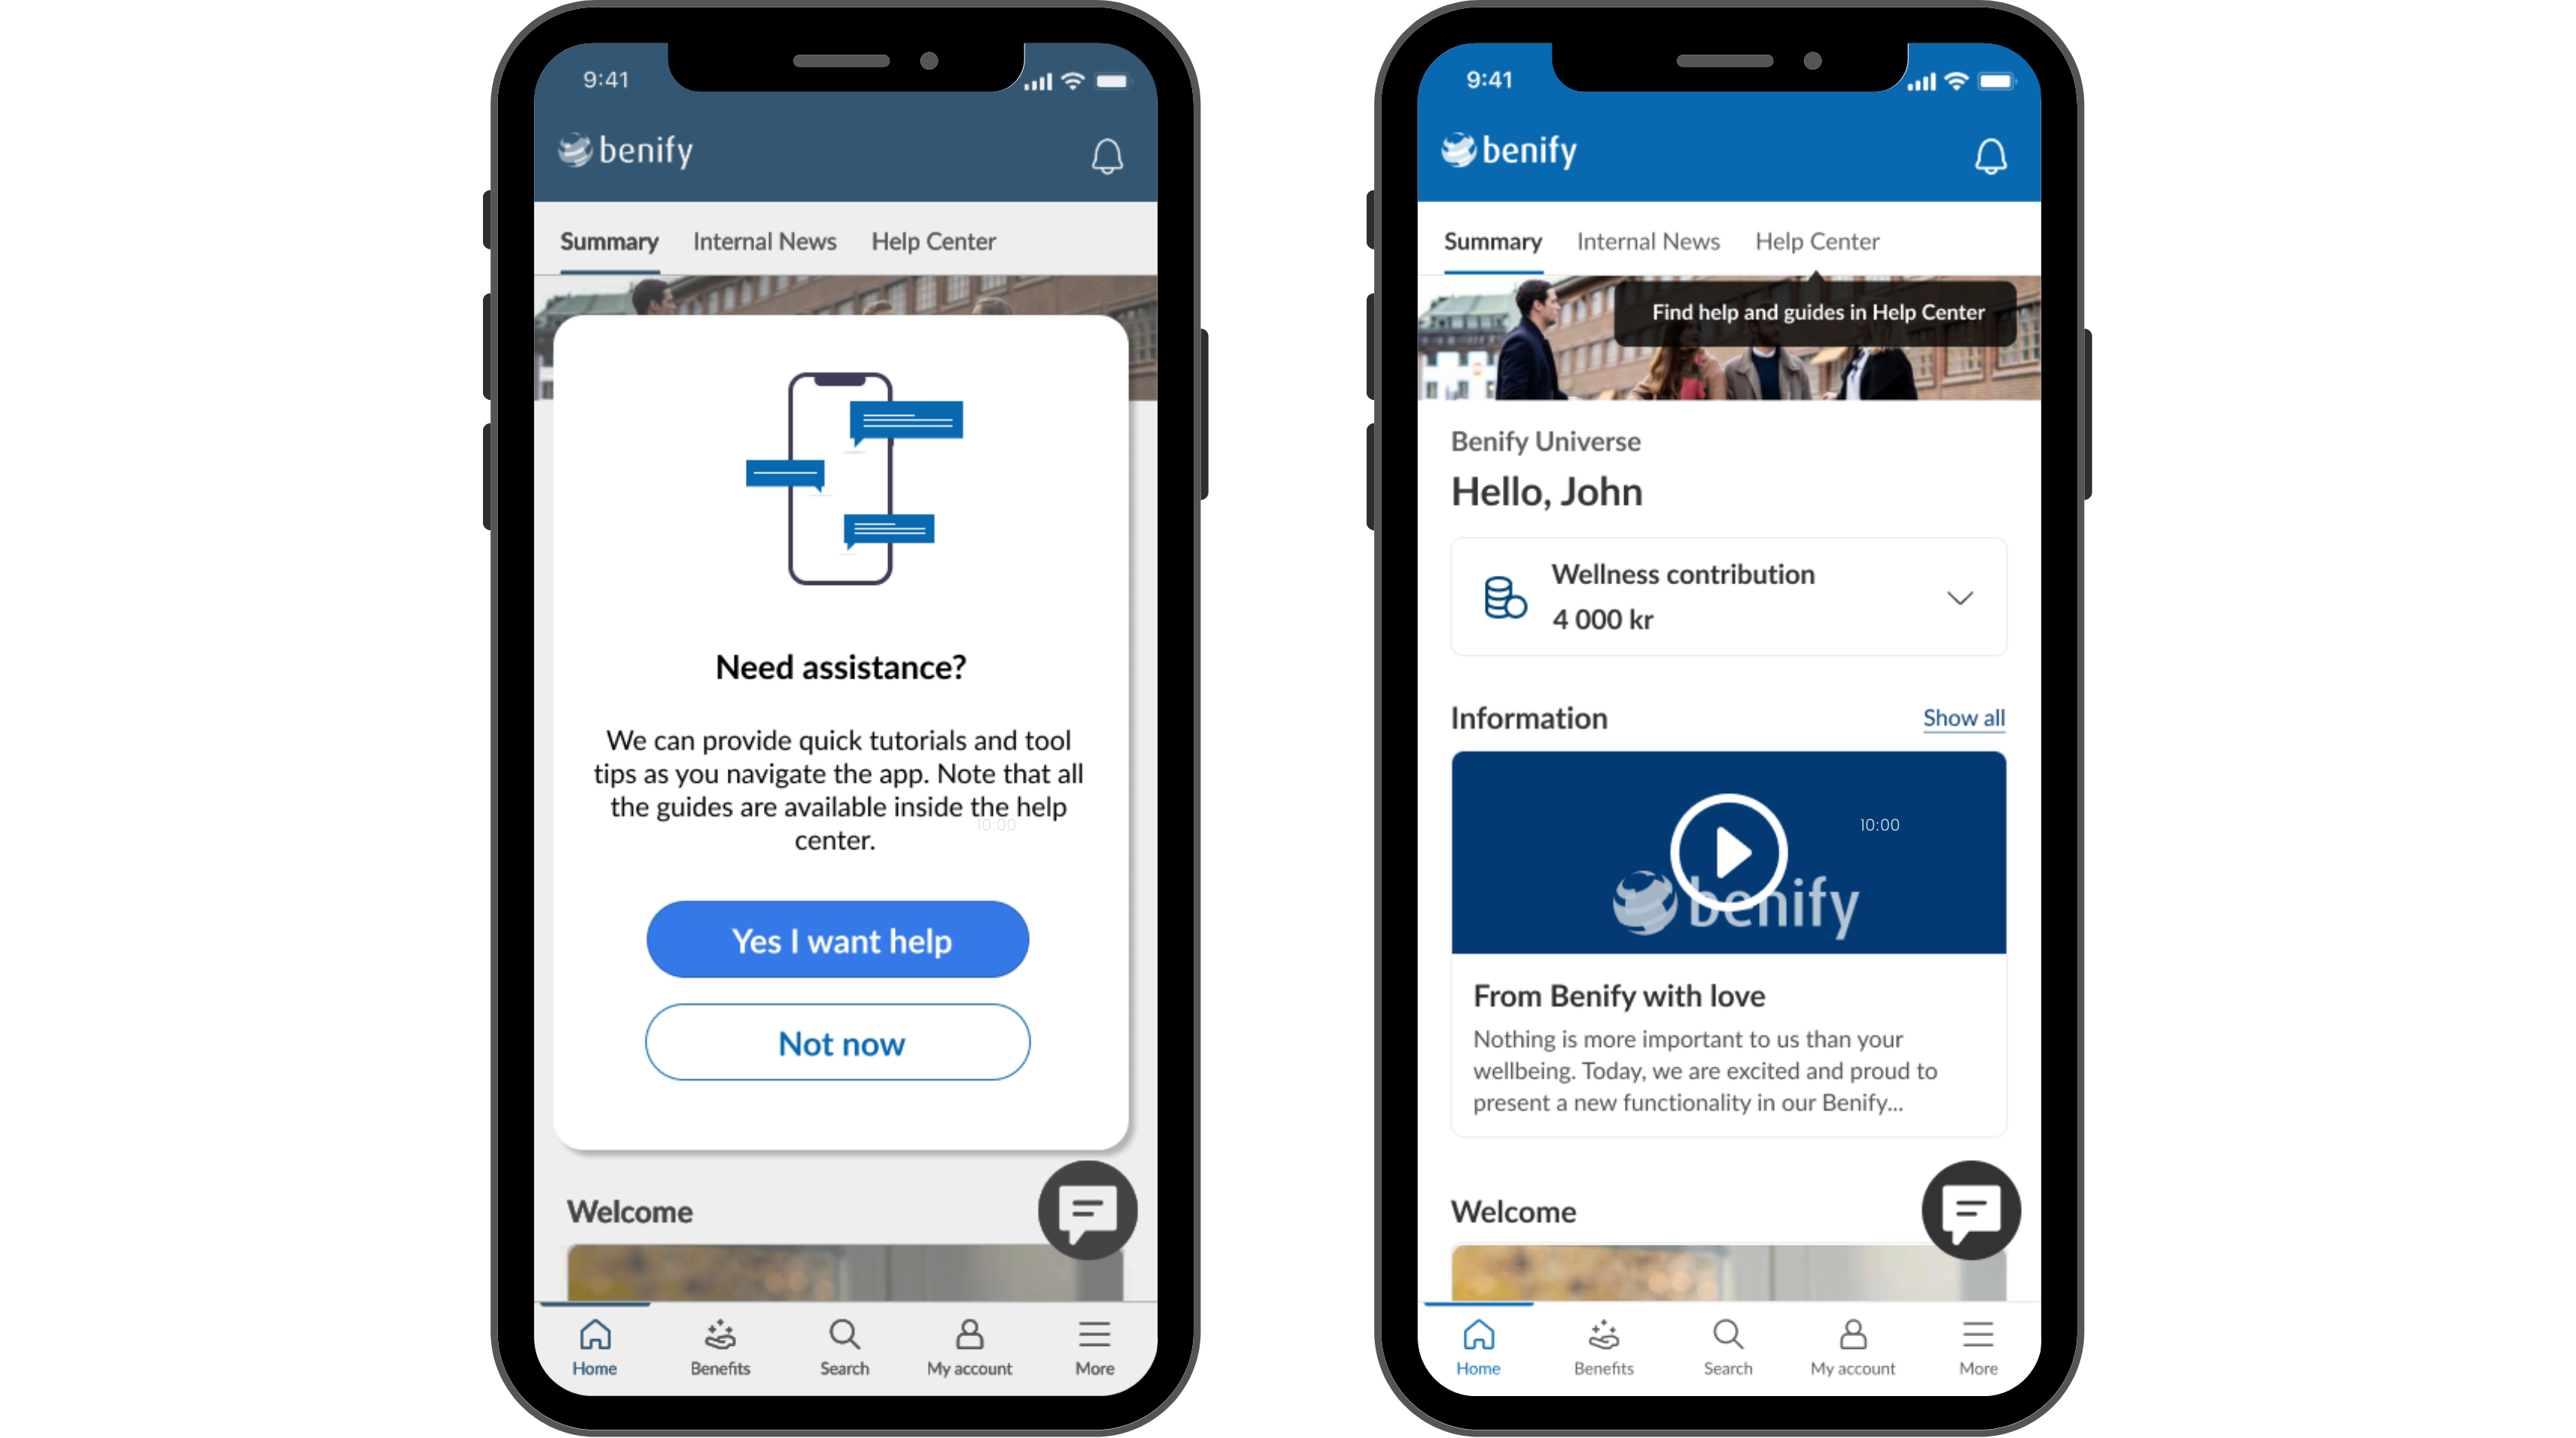 9:41
benify
Summary Internal News Help Center
Need assistance?
We can provide quick tutorials and tool
tips as you navigate the app. Note that all
the guides are available inside the help
center.
10:00
Yes I want help
Not now
Welcome
Home Benefits Search My account More
9:41
benify
Summary Internal News Help Center
Find help and guides in Help Center
Benify Universe
Hello, John
Wellness contribution
4 000 kr
Information Show all
10:00
benify
From Benify with love
Nothing is more important to us than your
wellbeing. Today, we are excited and proud to
present a new functionality in our Benify...
Welcome
Home Benefits Search My account More